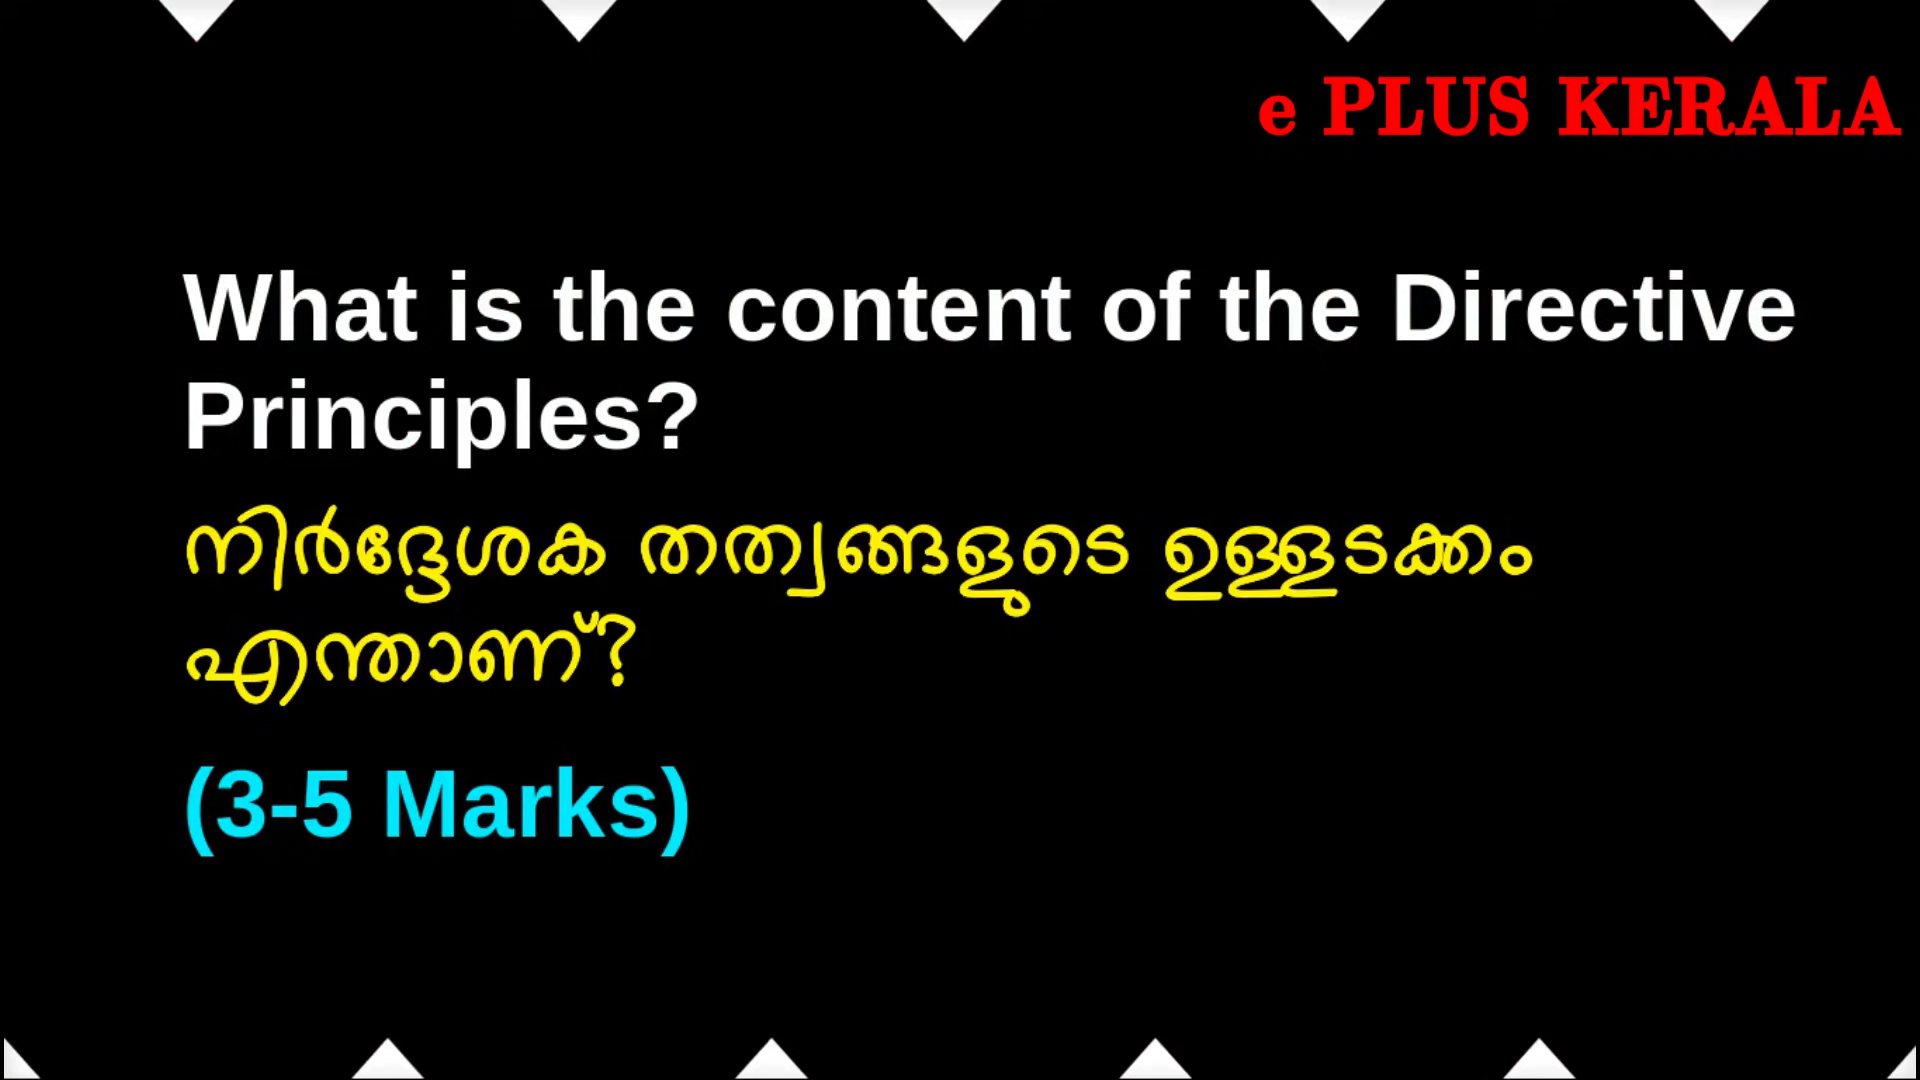 e PLUS KERALA
What is the content of the Directive
Principles?
നിർദ്ദേശക തത്വങ്ങളുടെ ഉള്ളടക്കം
എന്താണ്?
(3-5 Marks)